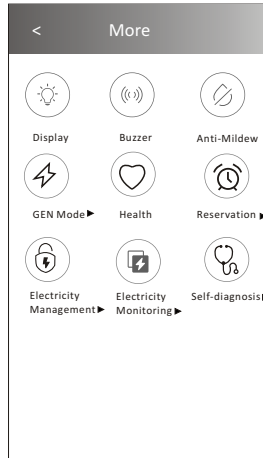 < More
Display Buzzer Anti-Mildew
GEN Mode▶ Health Reservation▶
Electricity Electricity Self-diagnosis
Management▶ Monitoring▶